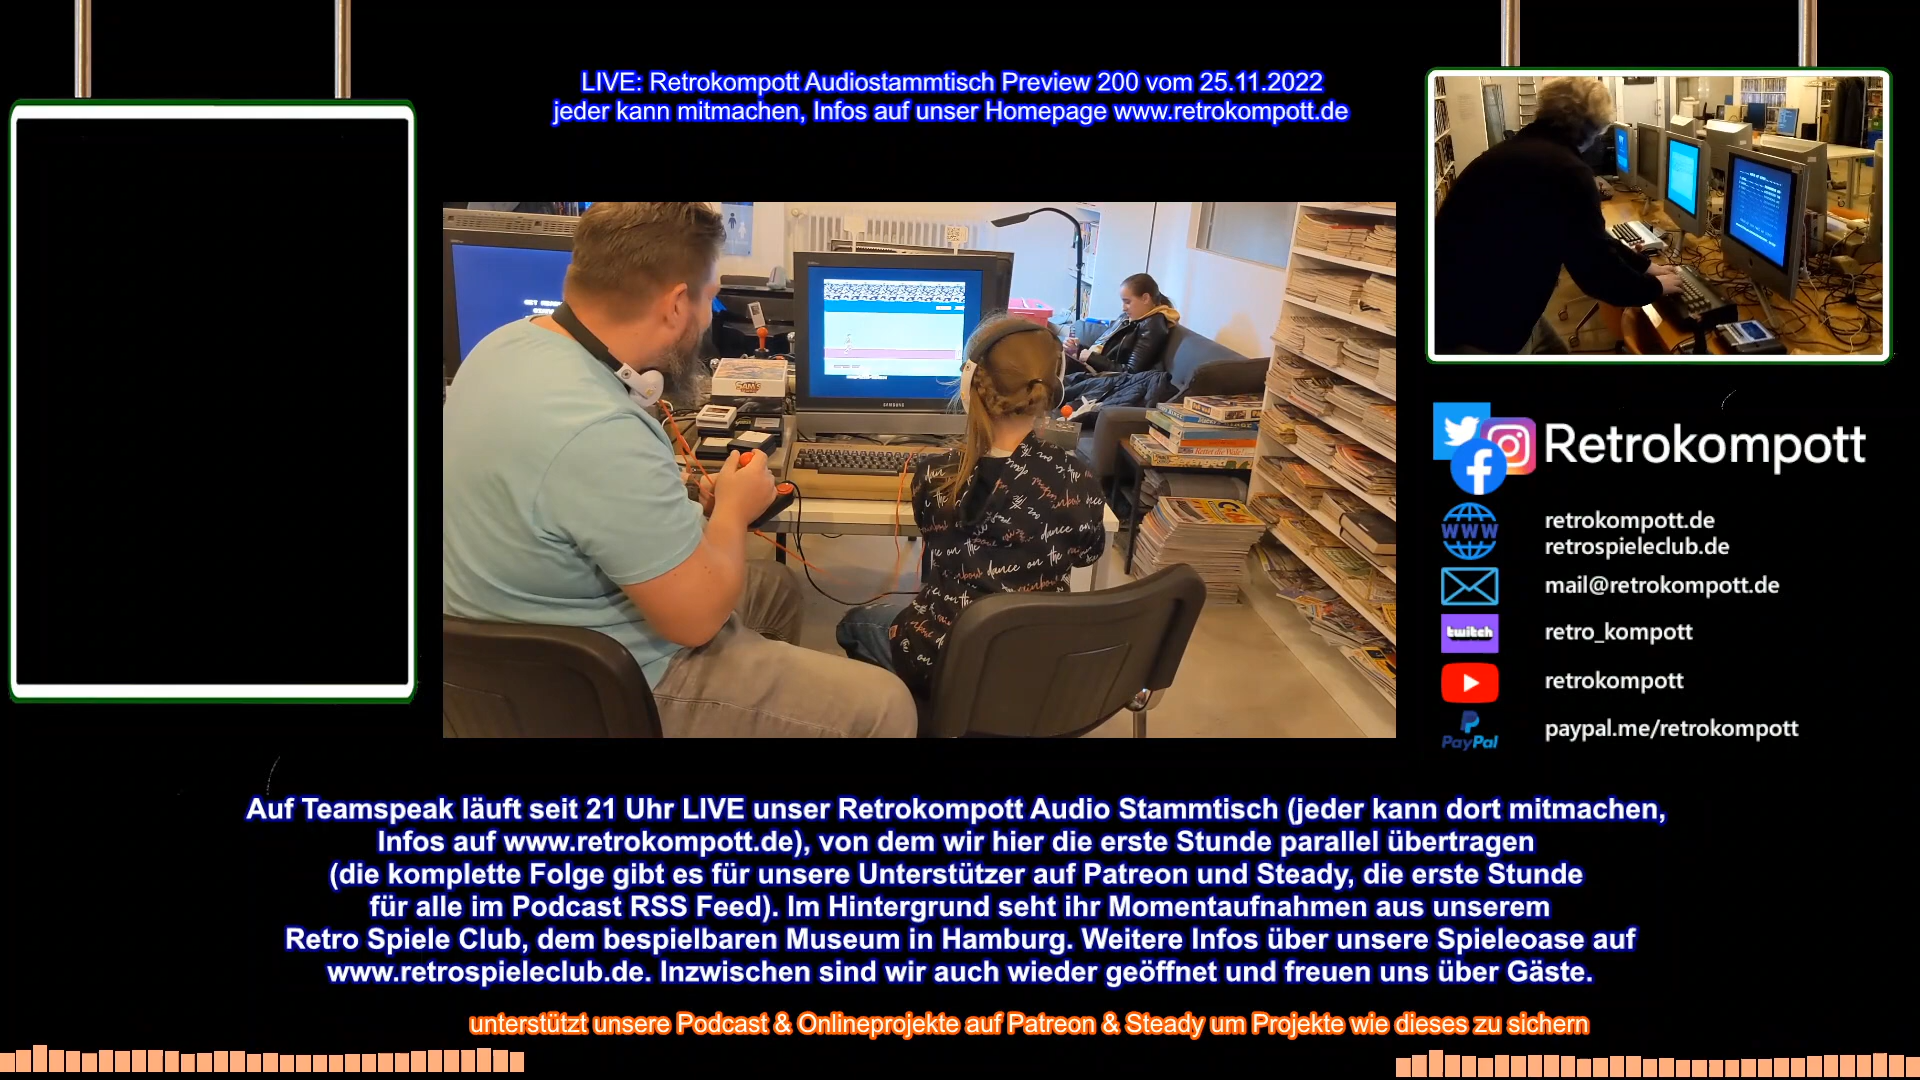 LIVE: Retrokompott Audiostammtisch Preview 200 vom 25.11.2022
jeder kann mitmachen, Infos auf unser Homepage www.retrokompott.de
SAMSUNG
Retrokompott
www
retrokompott.de
retrospieleclub.de
mail@retrokompott.de
twitch
retro_kompott
retrokompott
PayPal
paypal.me/retrokompott
Auf Teamspeak läuft seit 21 Uhr LIVE unser Retrokompott Audio Stammtisch (jeder kann dort mitmachen,
Infos auf www.retrokompott.de), von dem wir hier die erste Stunde parallel übertragen
(die komplette Folge gibt es für unsere Unterstützer auf Patreon und Steady, die erste Stunde
für alle im Podcast RSS Feed). Im Hintergrund seht ihr Momentaufnahmen aus unserem
Retro Spiele Club, dem bespielbaren Museum in Hamburg. Weitere Infos über unsere Spieleoase auf
www.retrospieleclub.de. Inzwischen sind wir auch wieder geöffnet und freuen uns über Gäste.
unterstützt unsere Podcast & Onlineprojekte auf Patreon & Steady um Projekte wie dieses zu sichern